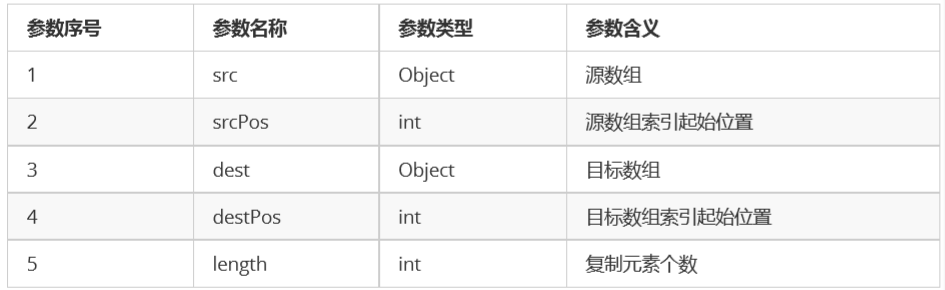 参数序号 参数名称 参数类型 参数含义
1 src Object 源数组
2 srcPos int 源数组索引起始位置
3 dest Object 目标数组
4 destPos int 目标数组索引起始位置
5 length int 复制元素个数